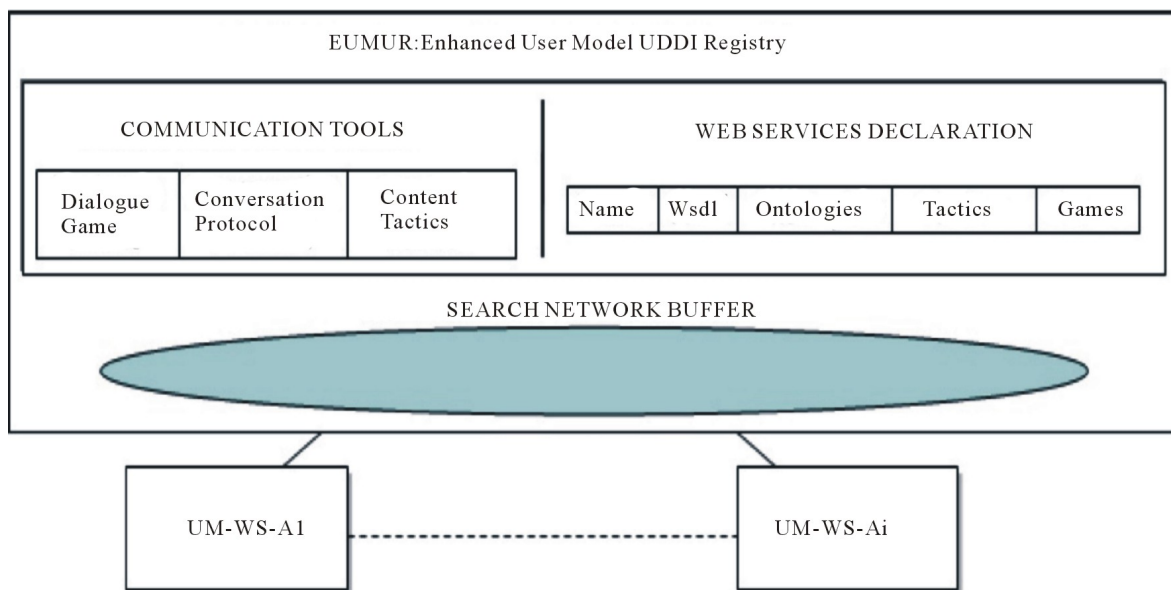 EUMUR:Enhanced User Model UDDI Registry
COMMUNICATION TOOLS
Dialogue
Game
Conversation
Protocol
Content
Tactics
WEB SERVICES DECLARATION
Name
Wsdl
Ontologies
Tactics
Games
SEARCH NETWORK BUFFER
UM-WS-A1
UM-WS-Ai